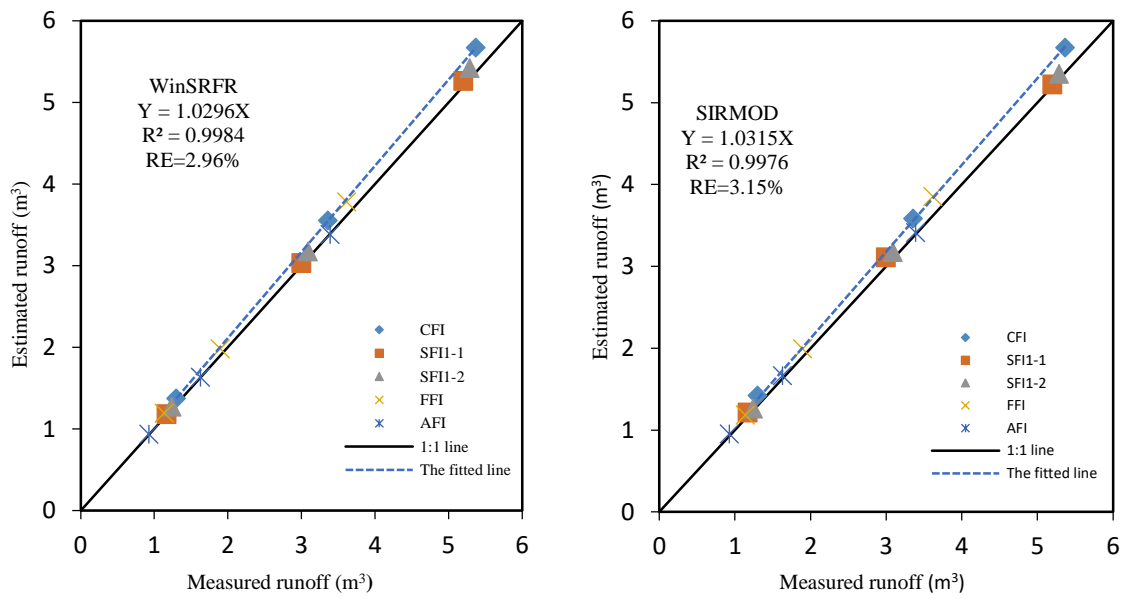 6
5
4
3
2
1
0
Estimated runoff (m³)
WinSRFR
Y = 1.0296X
R² = 0.9984
RE=2.96%
CFI
SFI1-1
SFI1-2
FFI
AFI
1:1 line
The fitted line
0 1 2 3 4 5 6
Measured runoff (m³)
6
5
4
3
2
1
0
Estimated runoff (m³)
SIRMOD
Y = 1.0315X
R² = 0.9976
RE=3.15%
CFI
SFI1-1
SFI1-2
FFI
AFI
1:1 line
The fitted line
0 1 2 3 4 5 6
Measured runoff (m³)